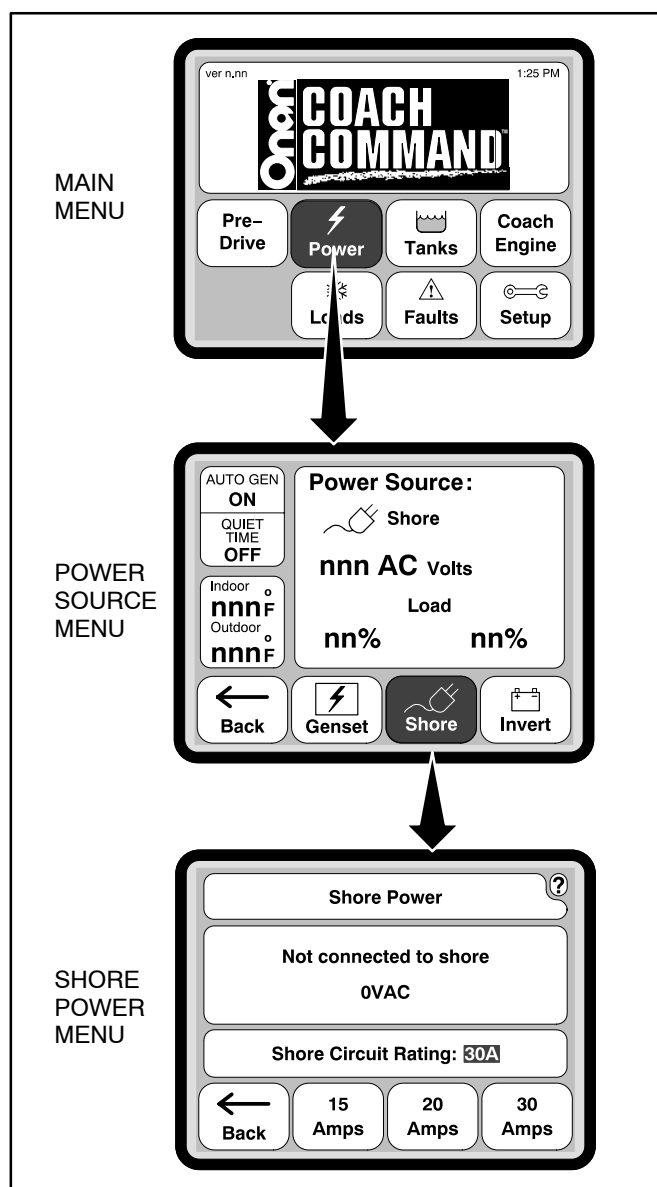 MAIN
MENU
ver n.nn
1:25 PM
Onan
COACH
COMMAND™
Pre–
Drive
Power
Tanks
Coach
Engine
Loads
Faults
Setup
POWER
SOURCE
MENU
AUTO GEN
ON
QUIET
TIME
OFF
Indoor
nnn°F
Outdoor
nnn°F
Power Source:
Shore
nnn AC Volts
Load
nn% nn%
Back
Genset
Shore
Invert
SHORE
POWER
MENU
Shore Power
?
Not connected to shore
0VAC
Shore Circuit Rating: 30A
Back
15
Amps
20
Amps
30
Amps